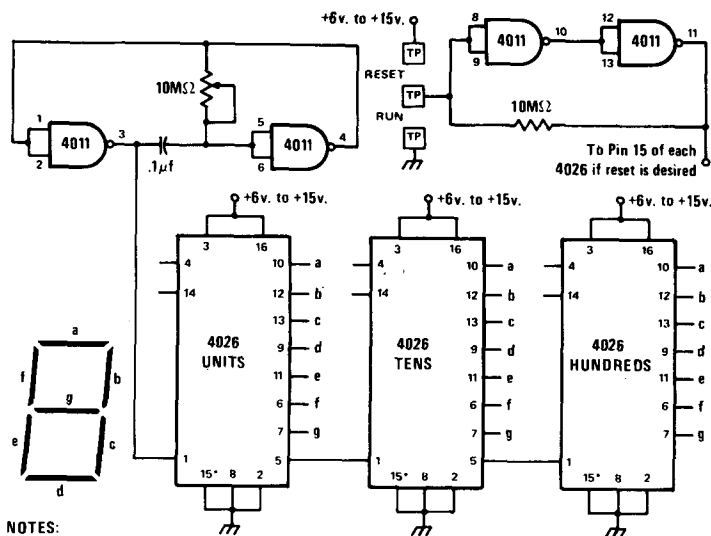 +6v. to +15v.
TP
RESET
TP
RUN
TP
8
9
4011
10
12
13
4011
11
10MΩ
10MΩ
1
2
4011
3
.1μf
5
6
4011
4
To Pin 15 of each
4026 if reset is desired
+6v. to +15v.
+6v. to +15v.
+6v. to +15v.
3 16
4
14
10 a
12 b
13 c
9 d
11 e
6 f
7 g
5
4026
UNITS
1
15* 8 2
3 16
4
14
10 a
12 b
13 c
9 d
11 e
6 f
7 g
5
4026
TENS
1
15* 8 2
3 16
4
14
10 a
12 b
13 c
9 d
11 e
6 f
7 g
5
4026
HUNDREDS
1
15* 8 2
a
f
b
g
e
c
d
NOTES: